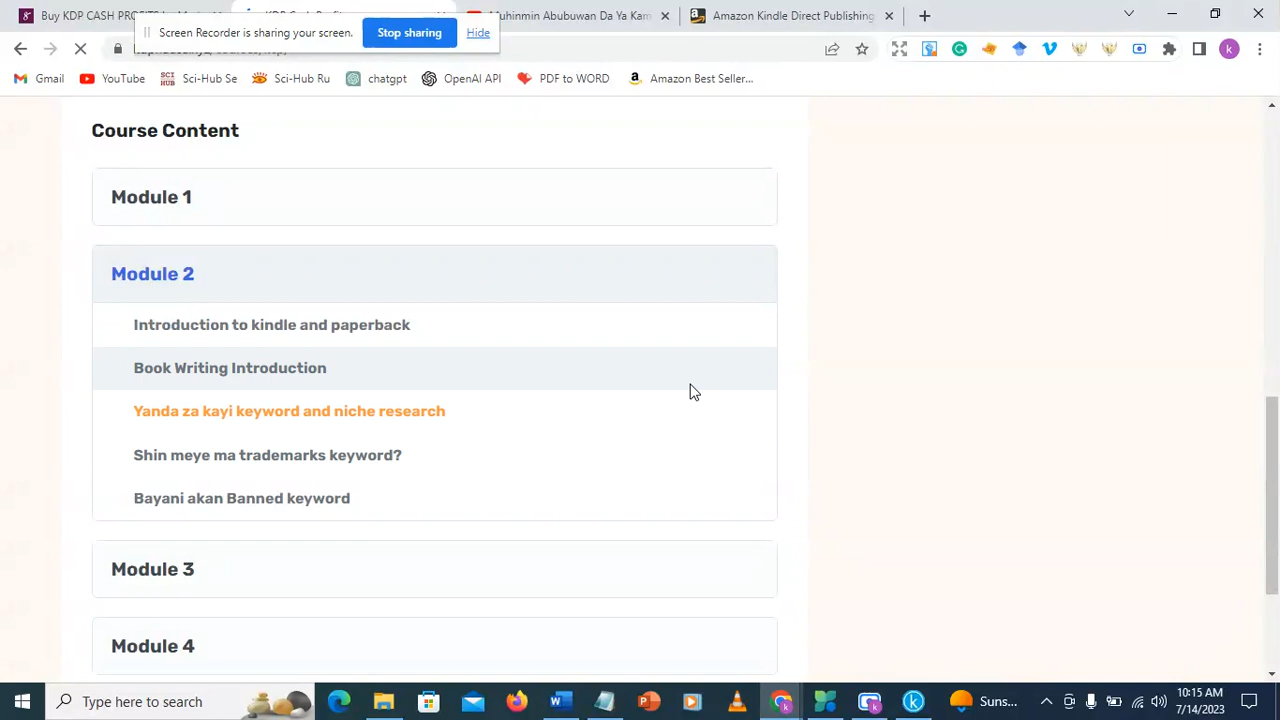 Buy KDP CASH PROFITS
Muhinmin Abubuwan Da Ya Kam
Amazon Kindle Direct Publishing
Screen Recorder is sharing your screen.
Stop sharing
Hide
Gmail
YouTube
Sci-Hub Se
Sci-Hub Ru
chatgpt
OpenAI API
PDF to WORD
Amazon Best Seller...
Course Content
Module 1
Module 2
Introduction to kindle and paperback
Book Writing Introduction
Yanda za kayi keyword and niche research
Shin meye ma trademarks keyword?
Bayani akan Banned keyword
Module 3
Module 4
Type here to search
Suns...
10:15 AM
7/14/2023